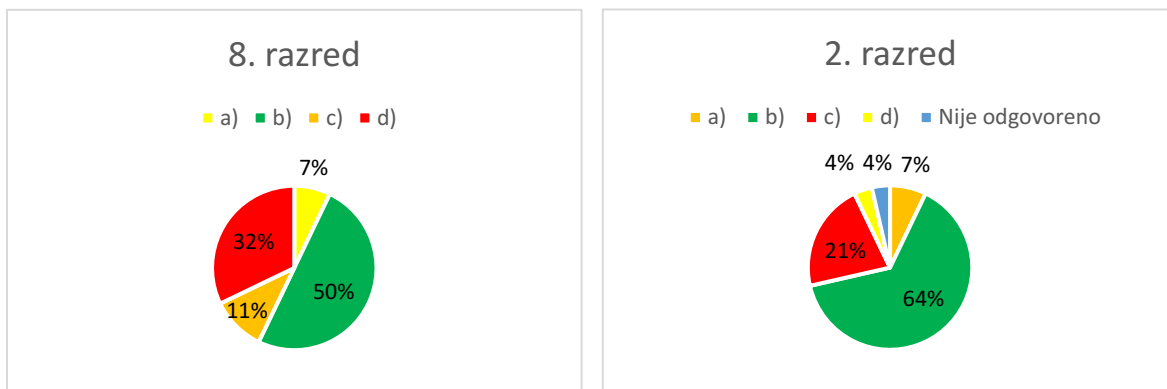 8. razred
a) b) c) d)
7%
32%
50%
11%
2. razred
a) b) c) d) Nije odgovoreno
4% 4% 7%
21%
64%